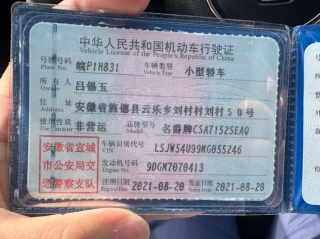 中华人民共和国机动车行驶证
Vehicle License of the People's Republic of China
号牌号码 皖P1H831 车辆类型 小型轿车
Plate No. Vehicle Type
所有人 吕锡玉
Owner
住址 安徽省旌德县云乐乡刘村村刘村50号
Address
使用性质 非营运 品牌型号 名爵牌CSA7152SEAQ
Use Character Model
安徽省宣城
市公安局交
通警察支队
车辆识别代号 LSJW54U99MG055246
VIN
发动机号码 9DGM7070413
Engine No.
注册日期 2021-08-20 发证日期 2021-08-20
Register Date Issue Date